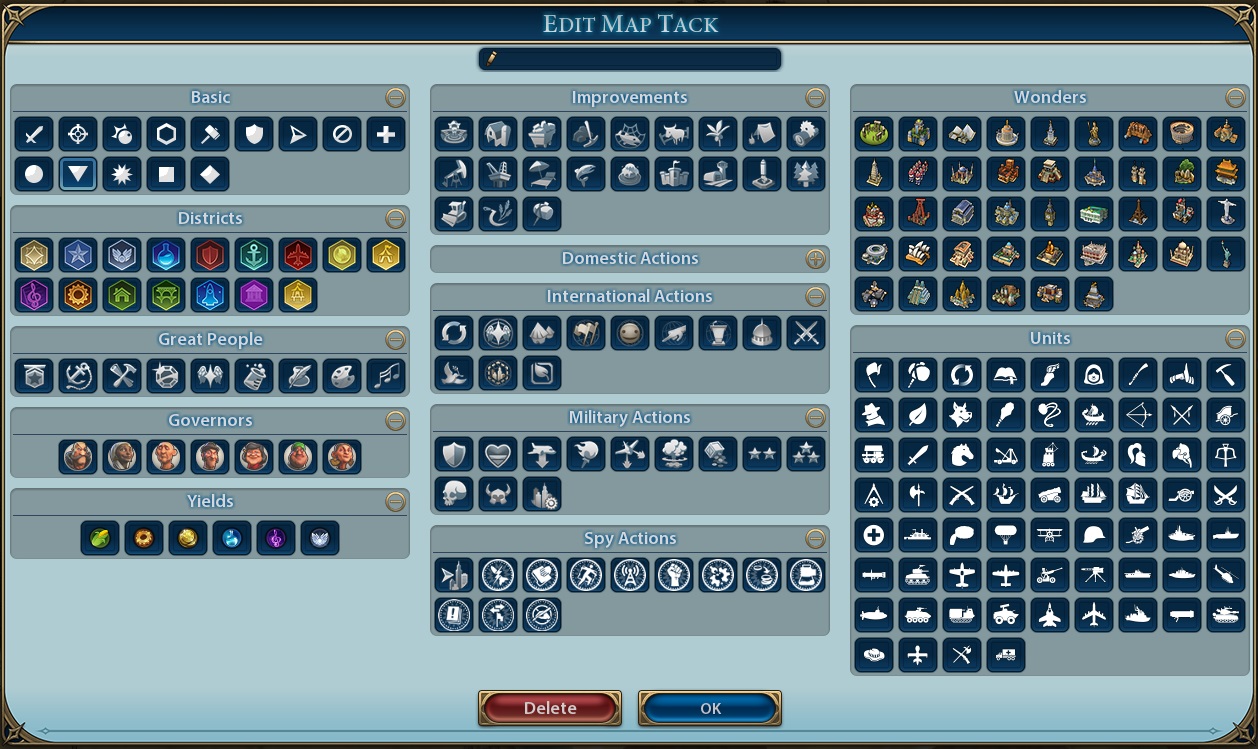 EDIT MAP TACK
Basic
Districts
Great People
Governors
Yields
Improvements
Domestic Actions
International Actions
Military Actions
Spy Actions
Wonders
Units
Delete
OK